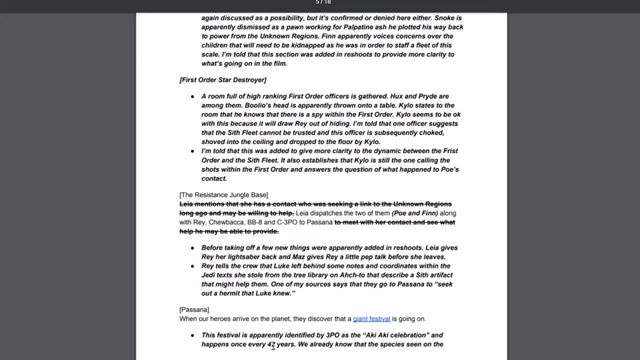 5 / 18
again discussed as a possibility, but it's confirmed or denied here either. Snoke is
apparently dismissed as a pawn working for Palpatine ash he plotted his way
back to power from the Unknown Regions. Finn apparently voices concerns over the
children that will need to be kidnapped as he was in order to staff a fleet of this
scale. I'm told that this section was added in reshoots to provide more clarity to
what's going on in the film.
[First Order Star Destroyer]
● A room full of high ranking First Order officers is gathered. Hux and Pryde are
among them. Boolio's head is apparently thrown onto a table. Kylo states to the
room that he knows that there is a spy within the First Order. Kylo seems to be
ok with this because it will draw Rey out of hiding. I'm told that one officer suggests
that the Sith Fleet cannot be trusted and this officer is subsequently choked,
shoved into the ceiling and dropped to the floor by Kylo.
● I'm told that this was added to give more clarity to the dynamic between the Frist
Order and the Sith Fleet. It also establishes that Kylo is still the one calling the
shots within the First Order and answers the question of what happened to Poe's
contact.
[The Resistance Jungle Base]
Leia mentions that she has a contact who was seeking a link to the Unknown Regions
long ago and may be willing to help. Leia dispatches the two of them (Poe and Finn) along
with Rey, Chewbacca, BB-8 and C-3PO to Passana to meet with her contact and see what
help he may be able to provide.
● Before taking off a few new things were apparently added in reshoots. Leia gives
Rey her lightsaber back and Maz gives Rey a little pep talk before she leaves.
● Rey tells the crew that Luke left behind some notes and coordinates within the
Jedi texts she stole from the tree library on Ahch-to that describe a Sith artifact
that might help them. One of my sources says that they go to Passana to "seek
out a hermit that Luke knew."
[Passana]
When our heroes arrive on the planet, they discover that a giant festival is going on.
● This festival is apparently identified by 3PO as the "Aki Aki celebration" and
happens once every 42 years. We already know that the species seen on the